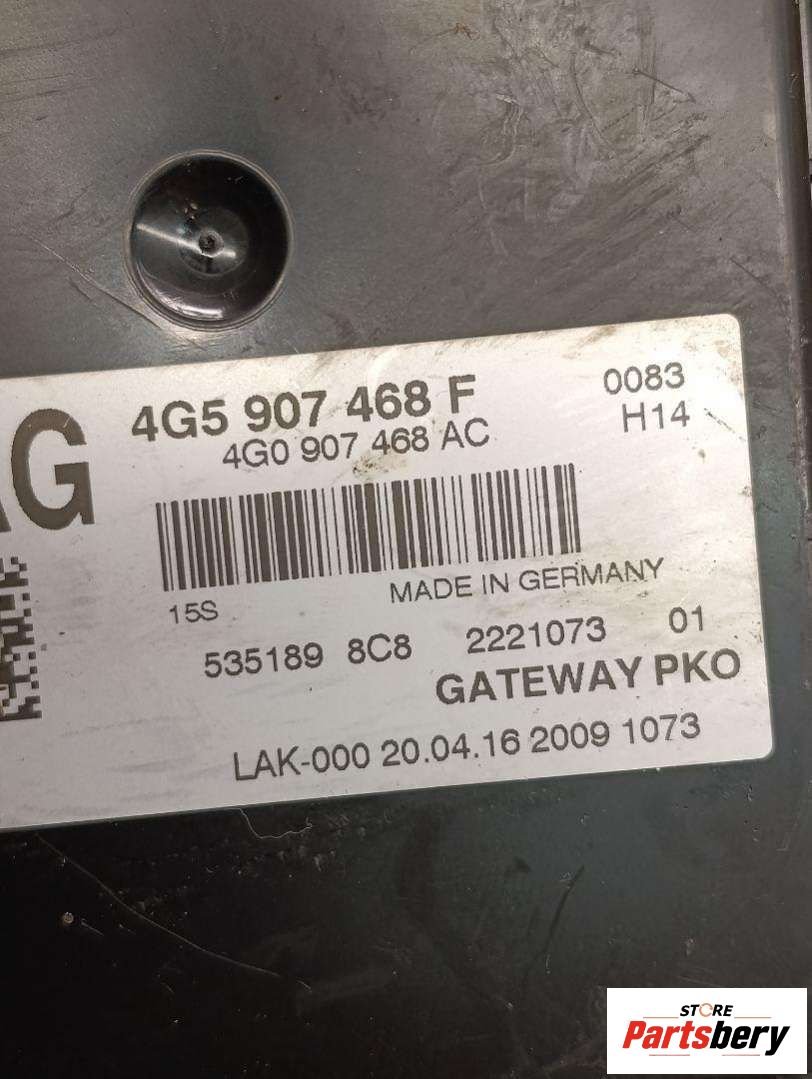 4G5 907 468 F
4G0 907 468 AC
0083
H14
AG
15S
MADE IN GERMANY
535189 8C8 2221073 01
GATEWAY PKO
LAK-000 20.04.16 2009 1073
STORE
Partsbery